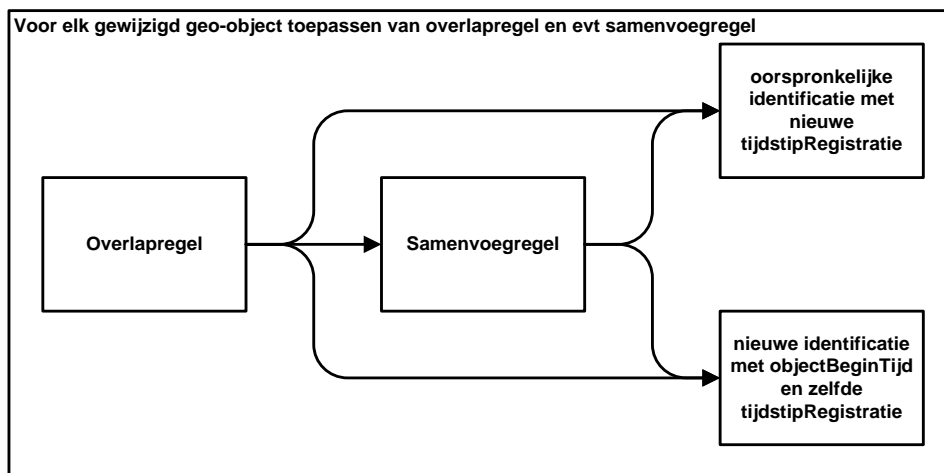 Voor elk gewijzigd geo-object toepassen van overlapregel en evt samenvoegregel
oorspronkelijke
identificatie met
nieuwe
tijdstipRegistratie
Overlapregel
Samenvoegregel
nieuwe identificatie
met objectBeginTijd
en zelfde
tijdstipRegistratie